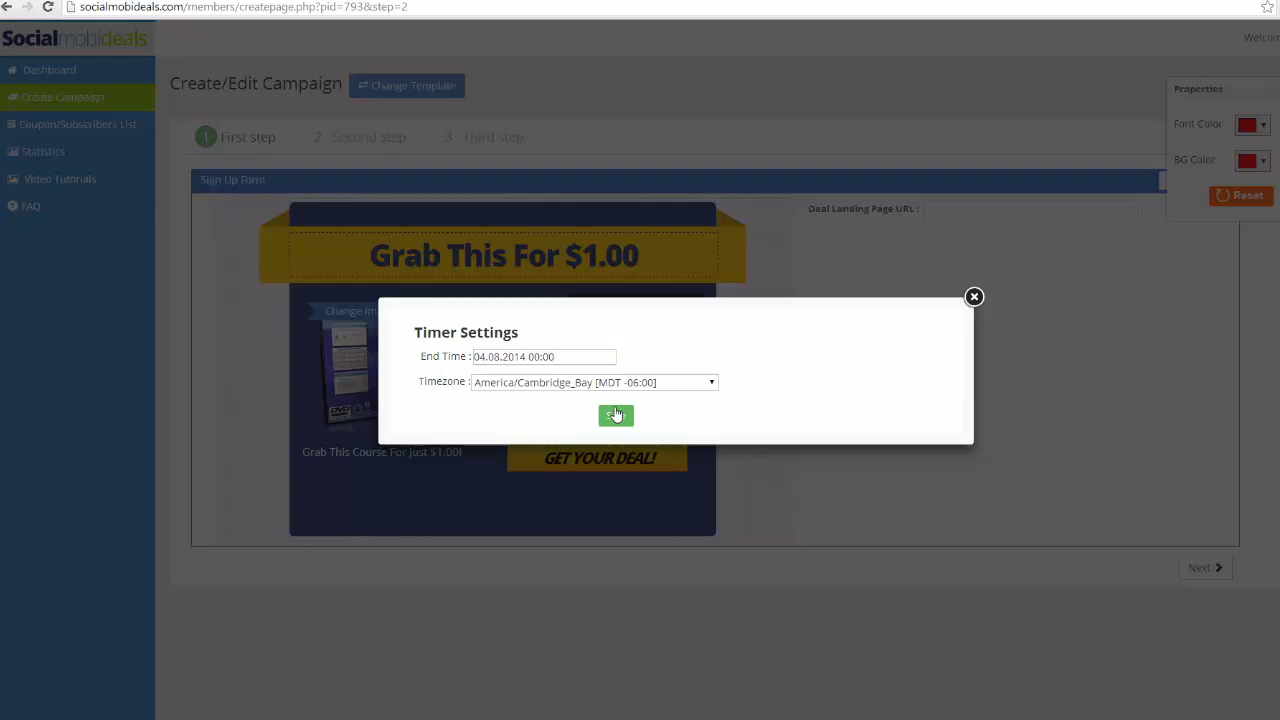 socialmobideals.com/members/createpage.php?pid=793&step=2
Socialmobideals
Dashboard
Create Campaign
Coupon/Subscribers List
Statistics
Video Tutorials
FAQ
Create/Edit Campaign
Change Template
1 First step
2 Second step
3 Third step
Sign Up Form
Grab This For $1.00
Change im
DVD
Grab This Course For Just $1.00!
GET YOUR DEAL!
Deal Landing Page URL :
Timer Settings
End Time : 04.08.2014 00:00
Timezone : America/Cambridge_Bay [MDT -06:00]
Properties
Font Color
BG Color
Reset
Next